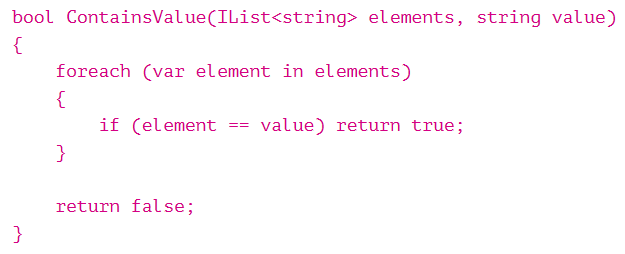 bool ContainsValue(IList<string> elements, string value)
{
    foreach (var element in elements)
    {
        if (element == value) return true;
    }

    return false;
}